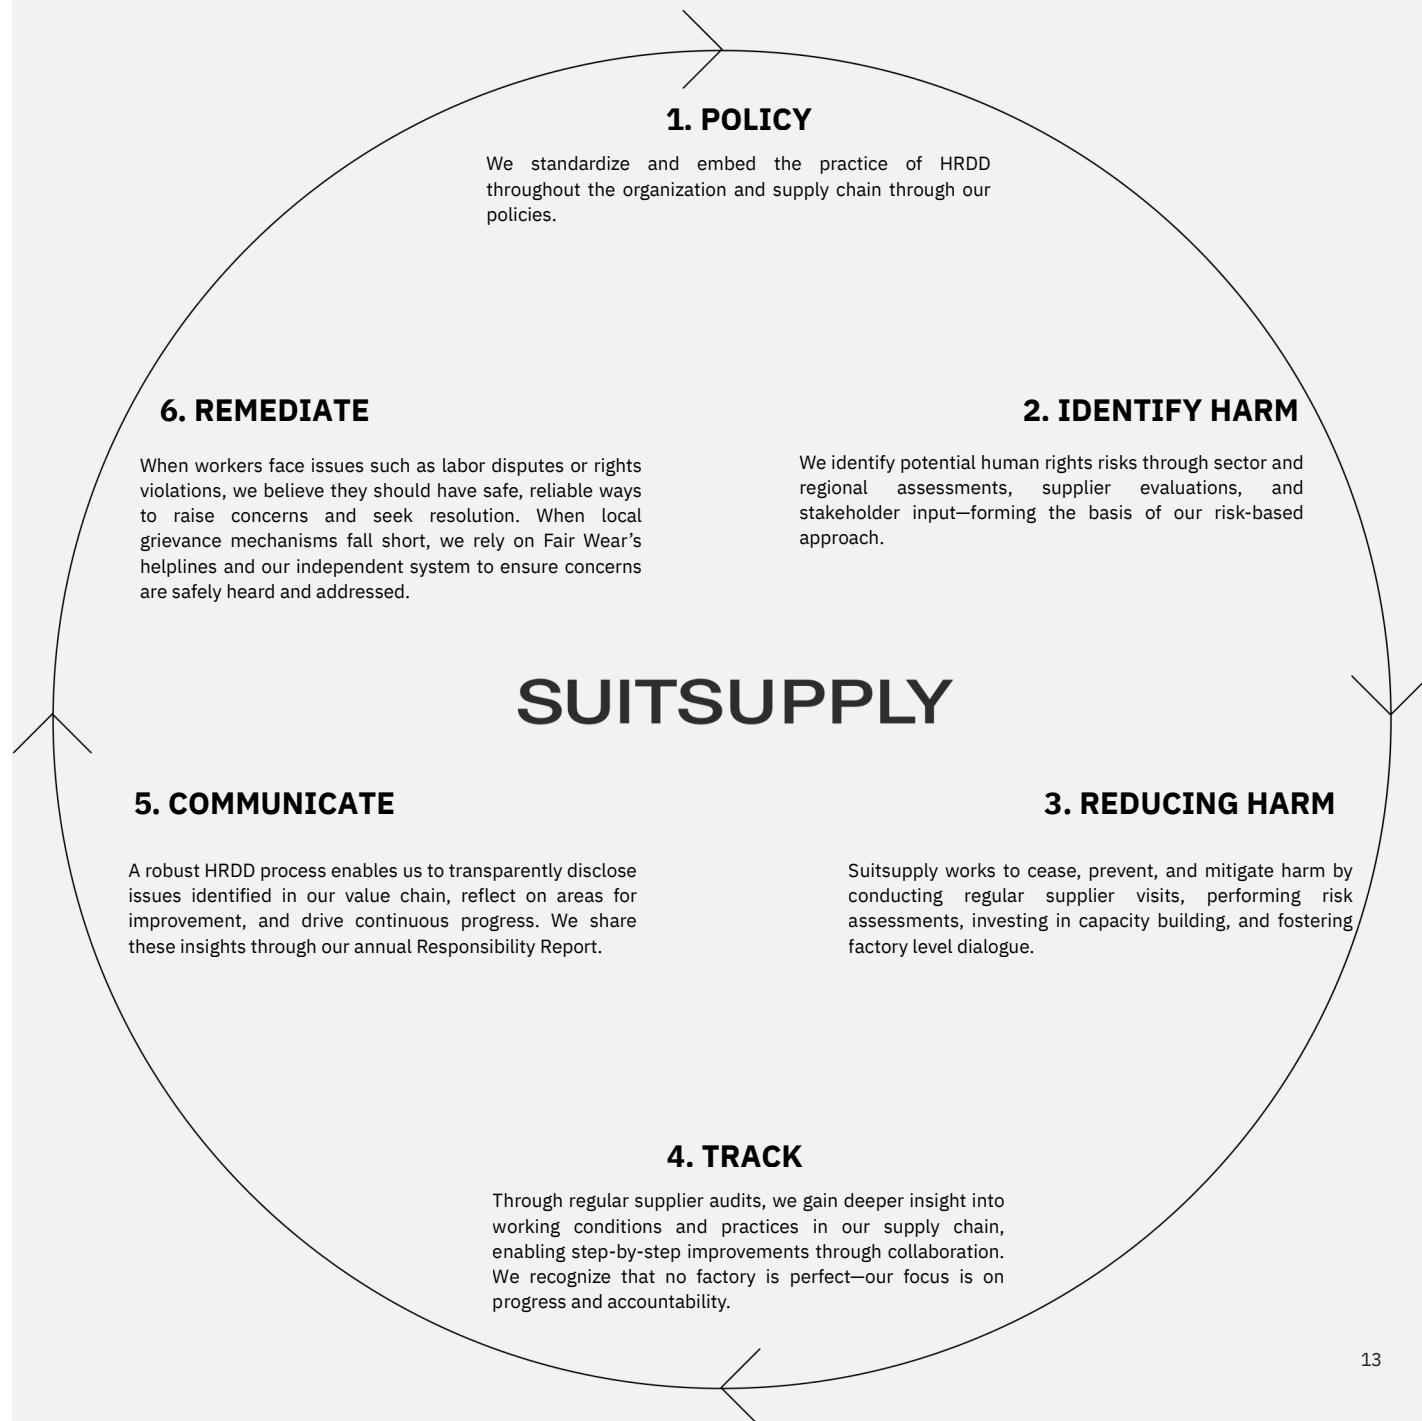 1. POLICY
We standardize and embed the practice of HRDD
throughout the organization and supply chain through our
policies.
2. IDENTIFY HARM
We identify potential human rights risks through sector and
regional assessments, supplier evaluations, and
stakeholder input—forming the basis of our risk-based
approach.
SUITSUPPLY
3. REDUCING HARM
Suitsupply works to cease, prevent, and mitigate harm by
conducting regular supplier visits, performing risk
assessments, investing in capacity building, and fostering
factory level dialogue.
4. TRACK
Through regular supplier audits, we gain deeper insight into
working conditions and practices in our supply chain,
enabling step-by-step improvements through collaboration.
We recognize that no factory is perfect—our focus is on
progress and accountability.
5. COMMUNICATE
A robust HRDD process enables us to transparently disclose
issues identified in our value chain, reflect on areas for
improvement, and drive continuous progress. We share
these insights through our annual Responsibility Report.
6. REMEDIATE
When workers face issues such as labor disputes or rights
violations, we believe they should have safe, reliable ways
to raise concerns and seek resolution. When local
grievance mechanisms fall short, we rely on Fair Wear’s
helplines and our independent system to ensure concerns
are safely heard and addressed.
13